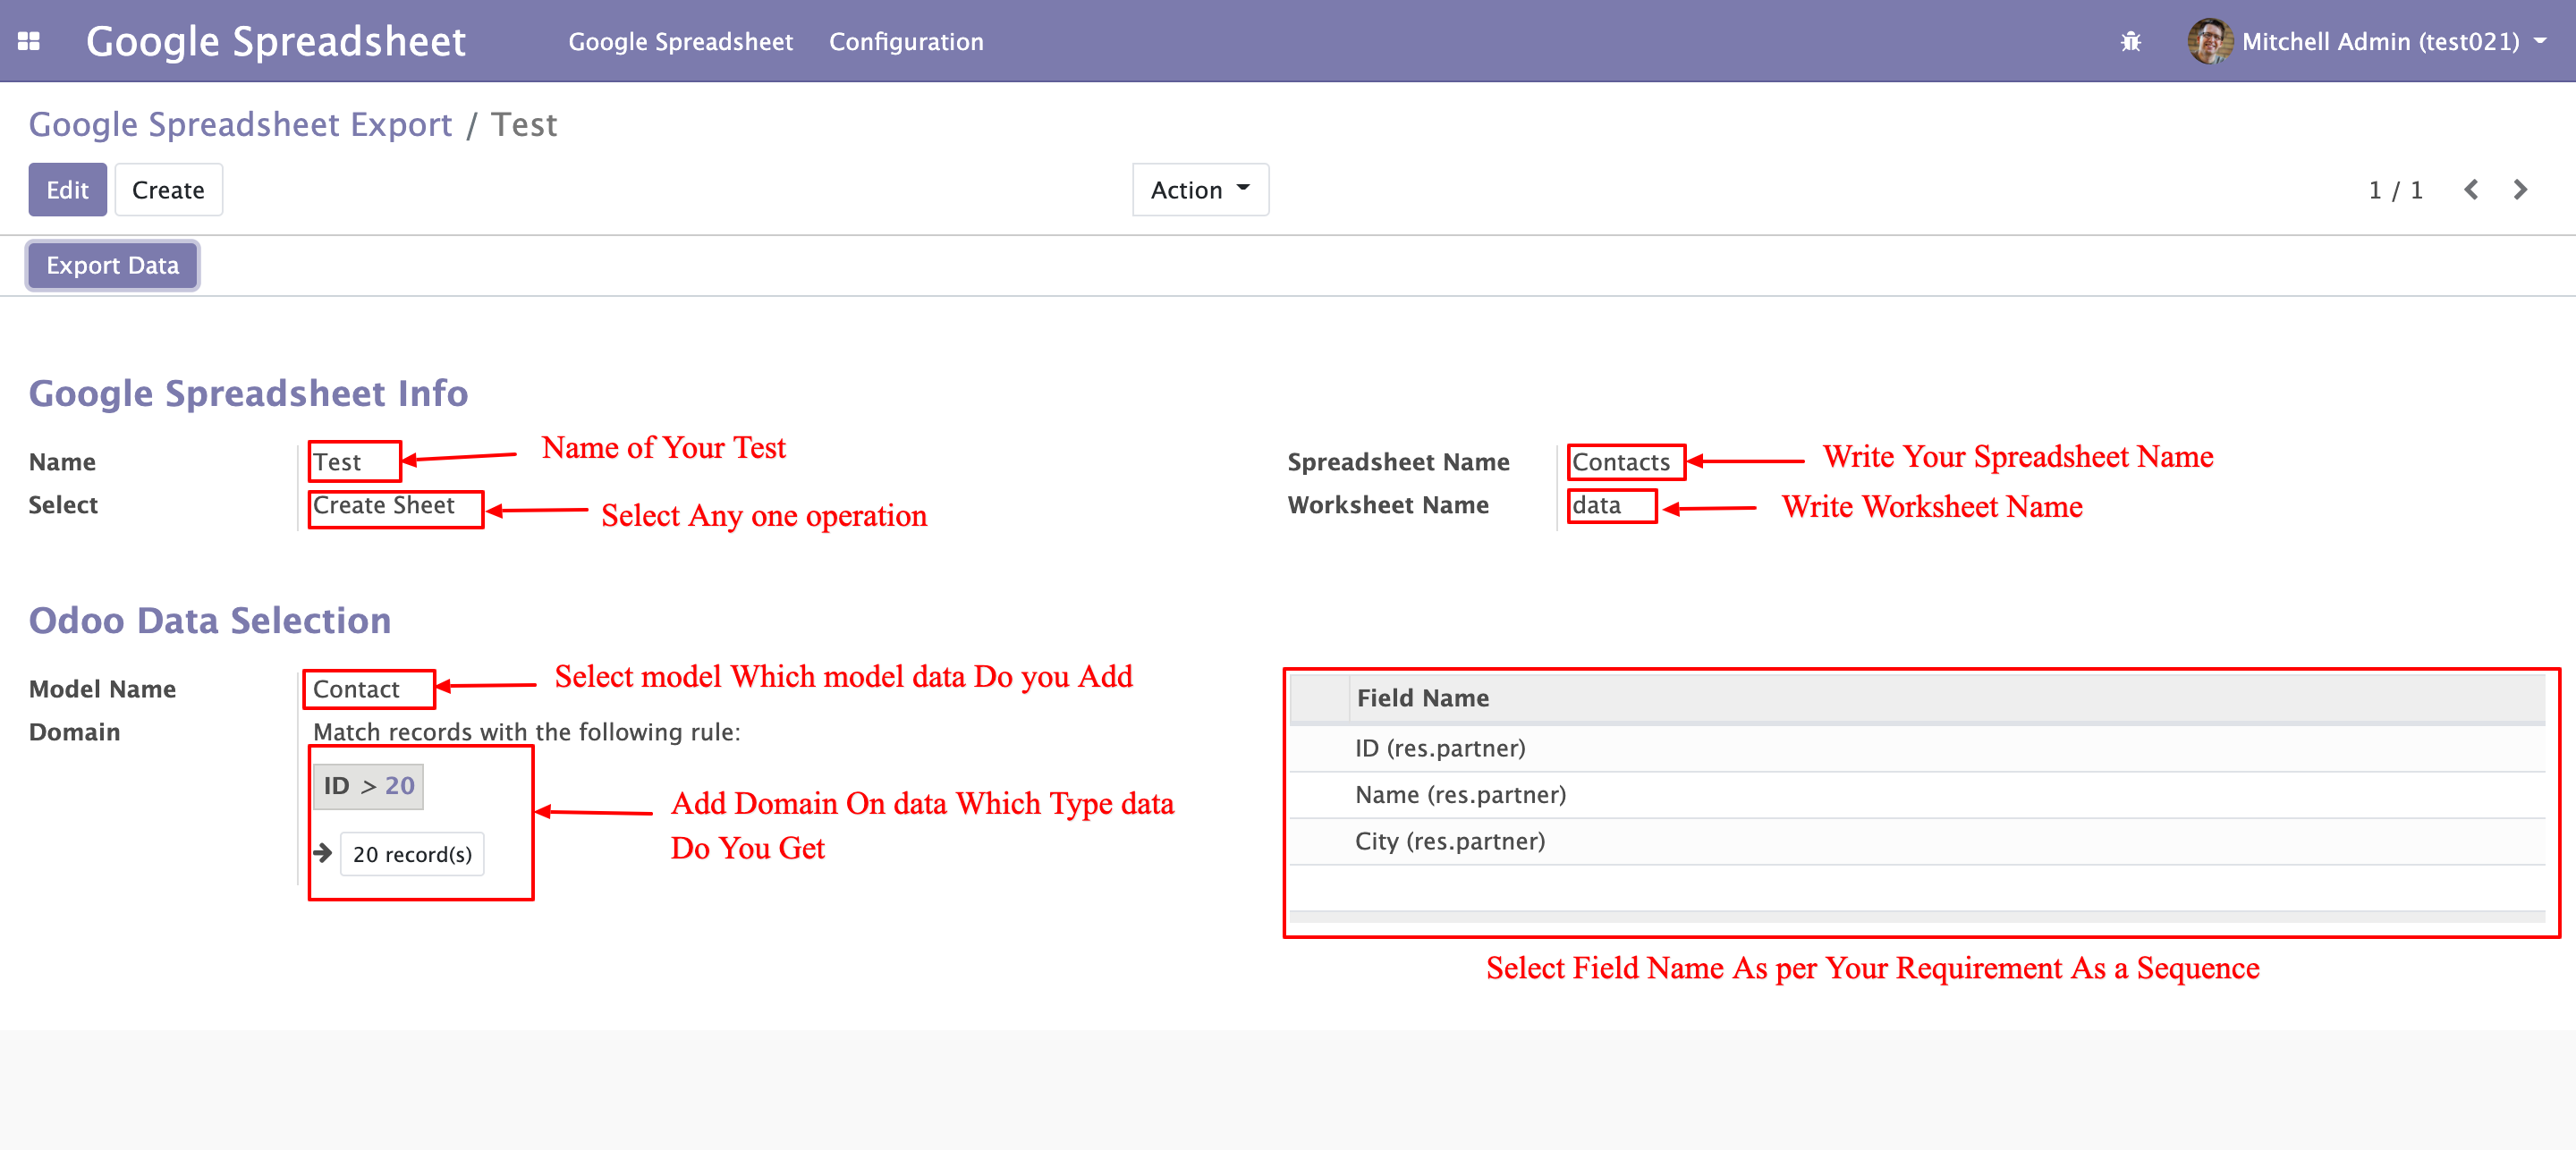 Google Spreadsheet Google Spreadsheet Configuration Mitchell Admin (test021)
Google Spreadsheet Export / Test
Edit Create Action 1 / 1
Export Data
Google Spreadsheet Info
Name Test Name of Your Test
Select Create Sheet Select Any one operation
Spreadsheet Name Contacts Write Your Spreadsheet Name
Worksheet Name data Write Worksheet Name
Odoo Data Selection
Model Name Contact Select model Which model data Do you Add
Domain Match records with the following rule:
ID > 20
Add Domain On data Which Type data
Do You Get
20 record(s)
Field Name
ID (res.partner)
Name (res.partner)
City (res.partner)
Select Field Name As per Your Requirement As a Sequence